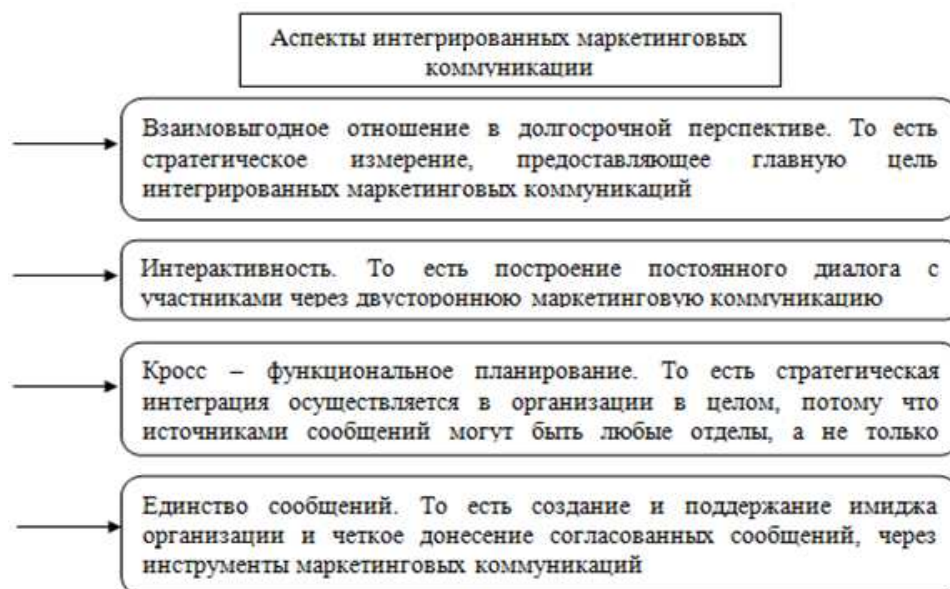 Аспекты интегрированных маркетинговых
коммуникации
Взаимовыгодное отношение в долгосрочной перспективе. То есть
стратегическое измерение, предоставляющее главную цель
интегрированных маркетинговых коммуникаций
Интерактивность. То есть построение постоянного диалога с
участниками через двустороннюю маркетинговую коммуникацию
Кросс – функциональное планирование. То есть стратегическая
интеграция осуществляется в организации в целом, потому что
источниками сообщений могут быть любые отделы, а не только
Единство сообщений. То есть создание и поддержание имиджа
организации и четкое донесение согласованных сообщений, через
инструменты маркетинговых коммуникаций